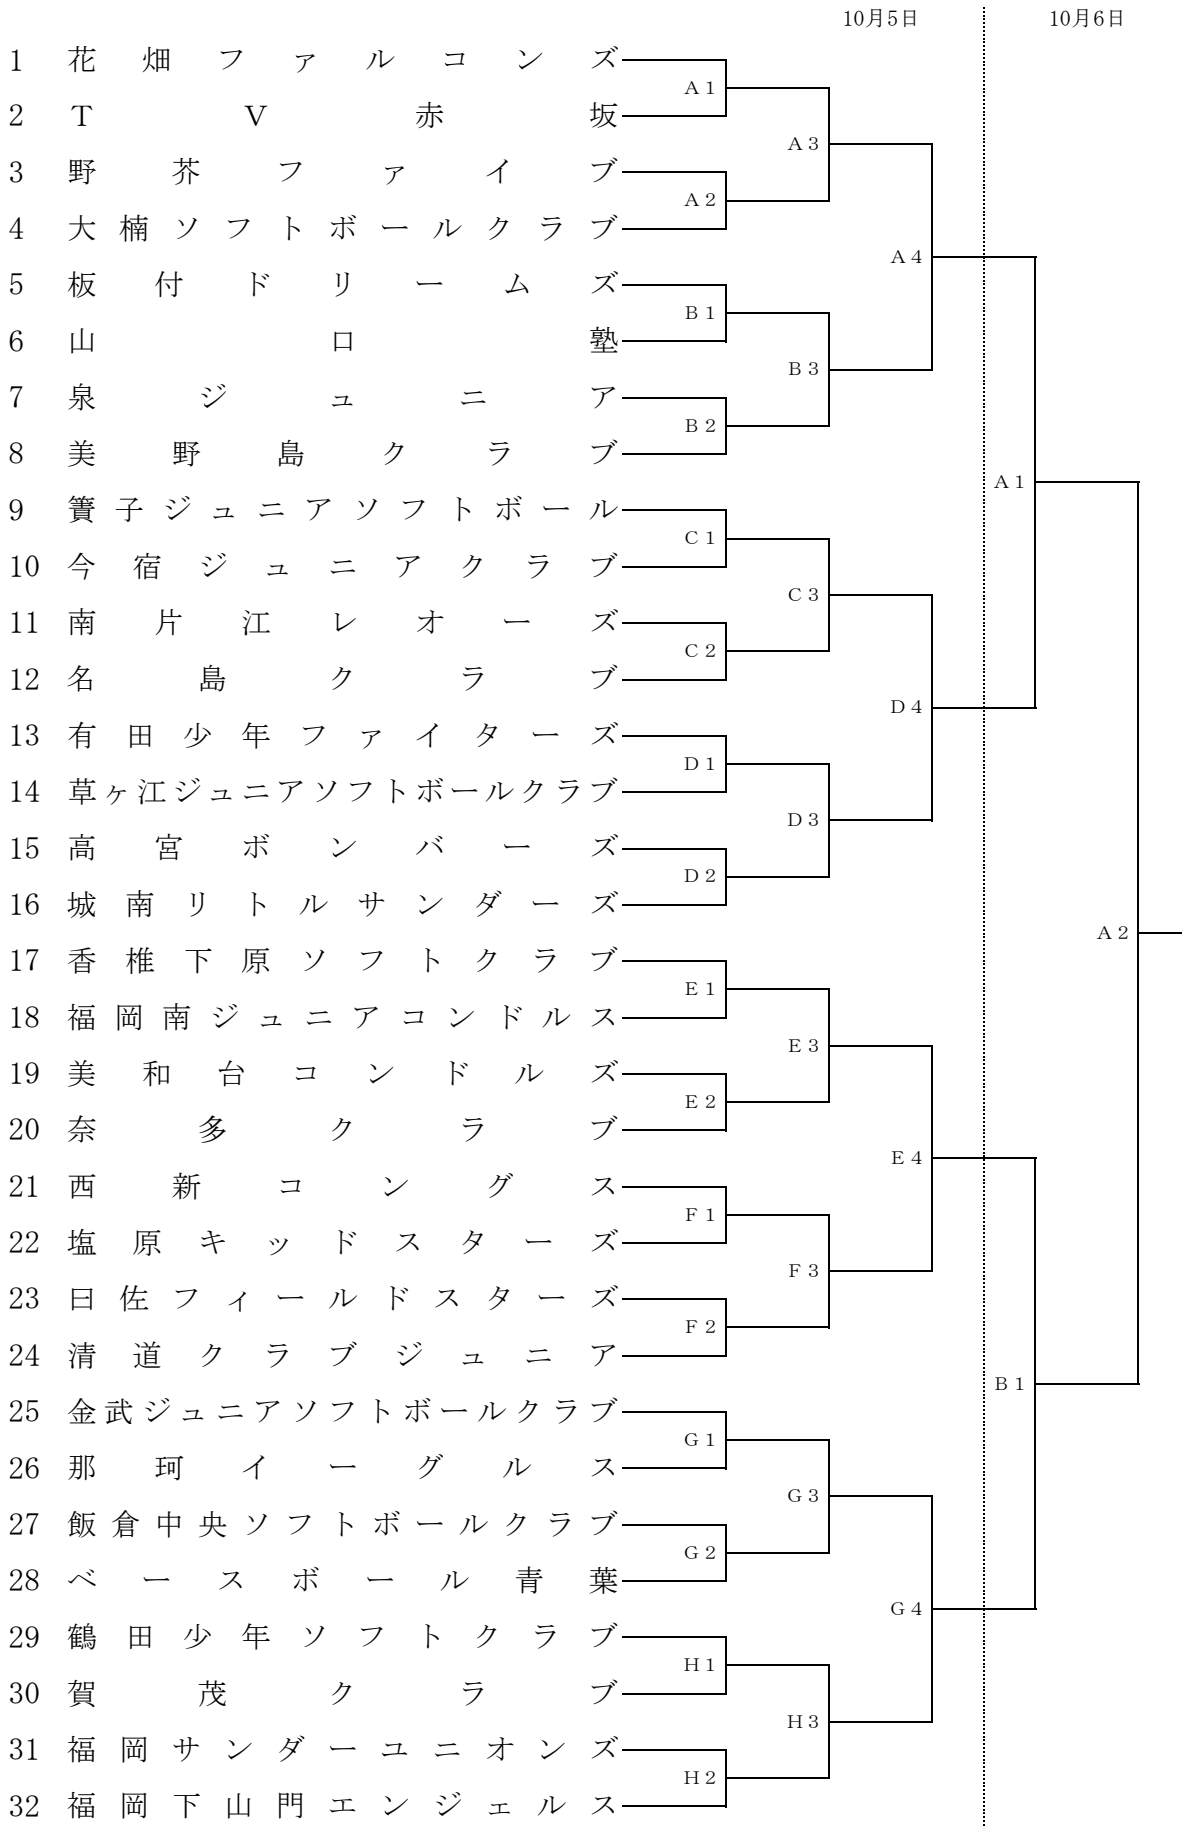 10月5日 10月6日
1 花畑ファルコンズ
A1
2 TV赤坂
A3
3 野芥ファイブ
A2
4 大楠ソフトボールクラブ
A4
5 板付ドリームズ
B1
6 山口塾
B3
7 泉ジュニア
B2
8 美野島クラブ
A1
9 簀子ジュニアソフトボール
C1
10 今宿ジュニアクラブ
C3
11 南片江レオーズ
C2
12 名島クラブ
D4
13 有田少年ファイターズ
D1
14 草ヶ江ジュニアソフトボールクラブ
D3
15 高宮ボンバーズ
D2
16 城南リトルサンダーズ
A2
17 香椎下原ソフトクラブ
E1
18 福岡南ジュニアコンドルス
E3
19 美和台コンドルズ
E2
20 奈多クラブ
E4
21 西新コングス
F1
22 塩原キッドスターズ
F3
23 曰佐フィールドスターズ
F2
24 清道クラブジュニア
B1
25 金武ジュニアソフトボールクラブ
G1
26 那珂イーグルス
G3
27 飯倉中央ソフトボールクラブ
G2
28 ベースボール青葉
G4
29 鶴田少年ソフトクラブ
H1
30 賀茂クラブ
H3
31 福岡サンダーユニオンズ
H2
32 福岡下山門エンジェルス